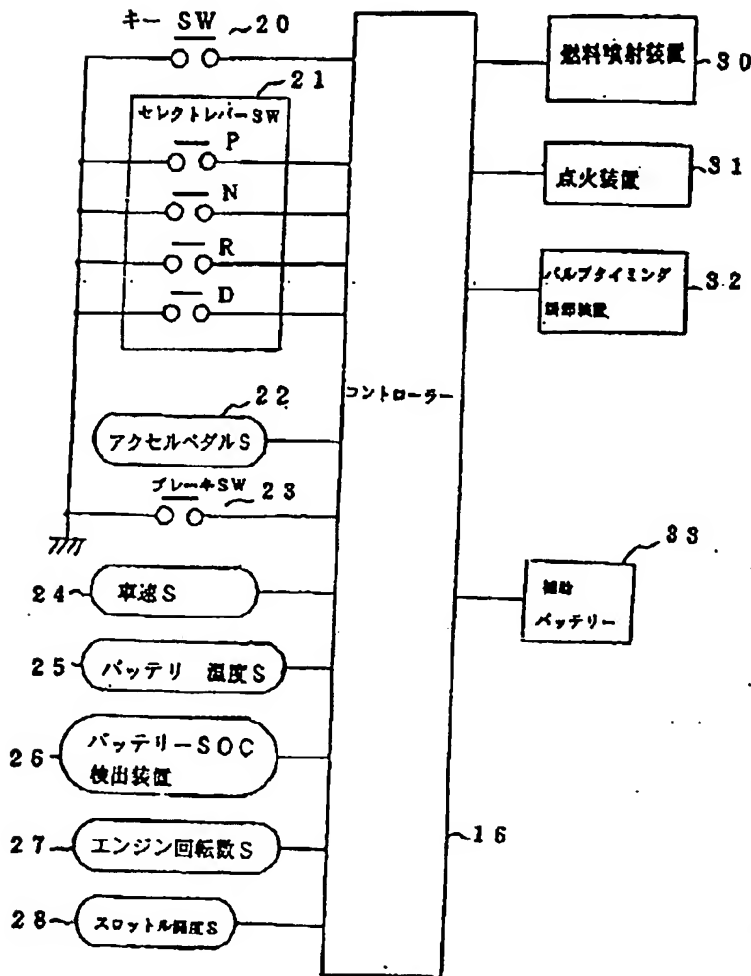 キー SW
20
21
セレクトレバーSW
P
N
R
D
22
アクセルペダルS
ブレーキSW
23
24
車速S
25
バッテリ 温度S
26
バッテリーSOC
検出装置
27
エンジン回転数S
28
スロットル開度S
コントローラー
16
燃料噴射装置
30
点火装置
31
バルブタイミング
装置
32
補助
バッテリー
33